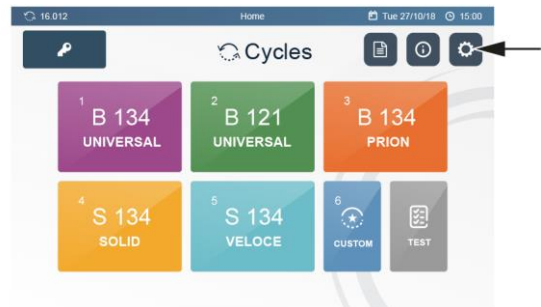 16.012 Home Tue 27/10/18 15:00
Cycles
1 2 3
B 134 B 121 B 134
UNIVERSAL UNIVERSAL PRION
4 5 6
S 134 S 134
SOLID VELOCE CUSTOM TEST